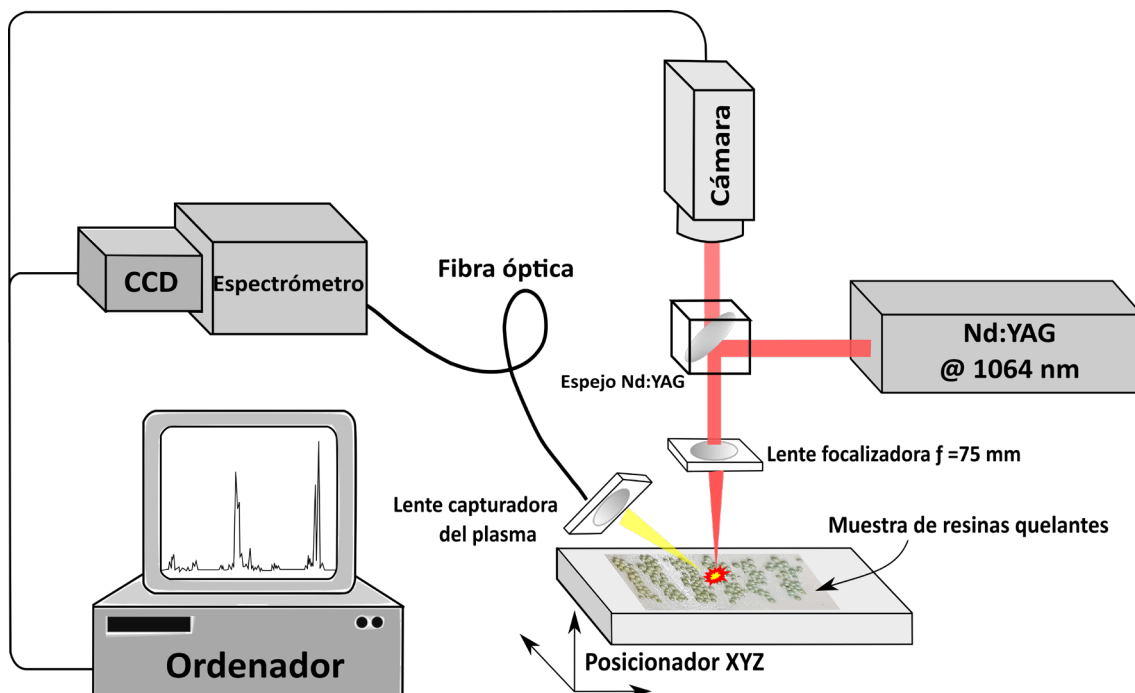 Cámara
CCD
Espectrómetro
Fibra óptica
Nd:YAG
@ 1064 nm
Espejo Nd:YAG
Lente focalizadora ƒ =75 mm
Lente capturadora
del plasma
Muestra de resinas quelantes
Posicionador XYZ
Ordenador